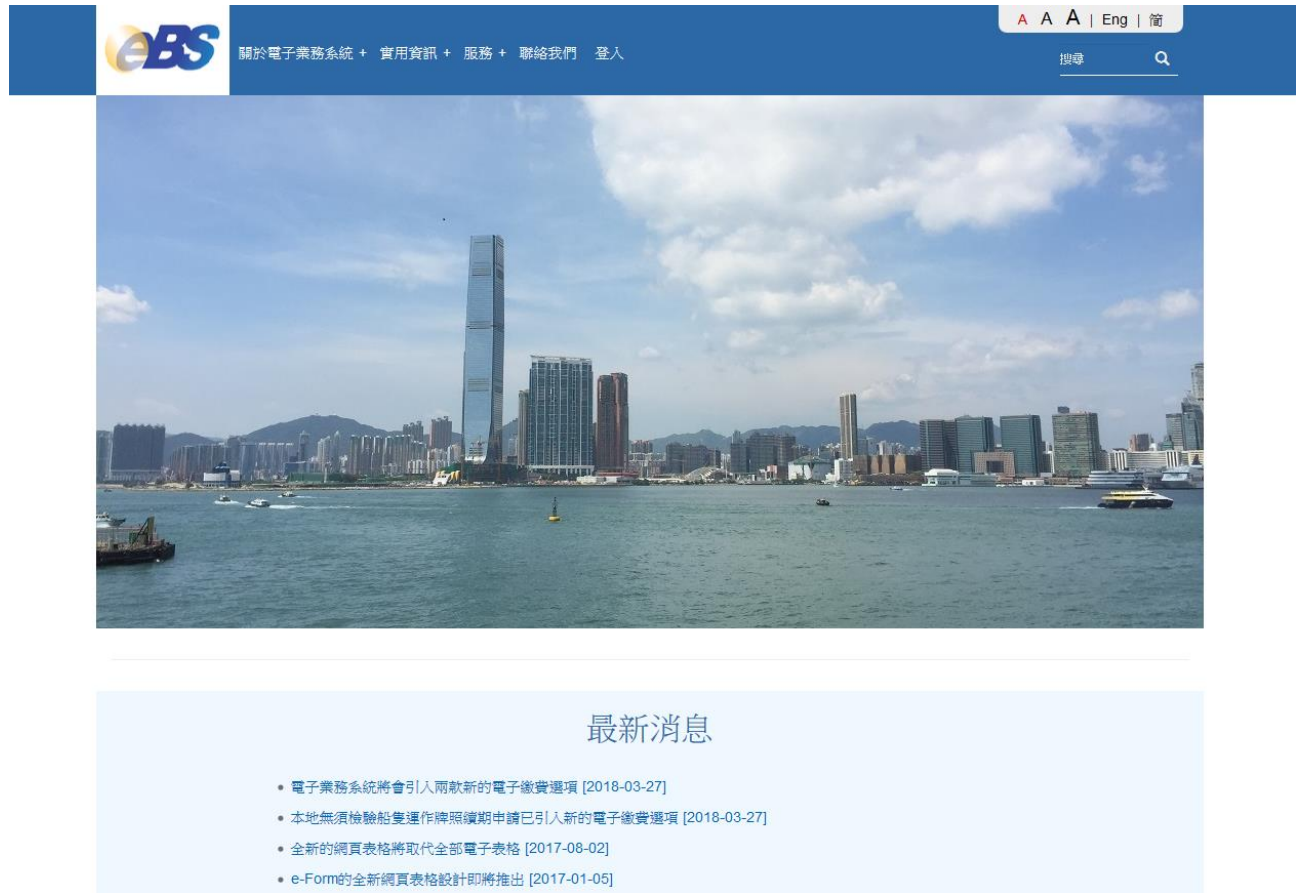 A A A | Eng | 简
eBS
關於電子業務系統 + 實用資訊 + 服務 + 聯絡我們 登入
搜尋
最新消息
電子業務系統將會引入兩款新的電子繳費選項 [2018-03-27]
本地無須檢驗船隻運作牌照續期申請已引入新的電子繳費選項 [2018-03-27]
全新的網頁表格將取代全部電子表格 [2017-08-02]
e-Form的全新網頁表格設計即將推出 [2017-01-05]